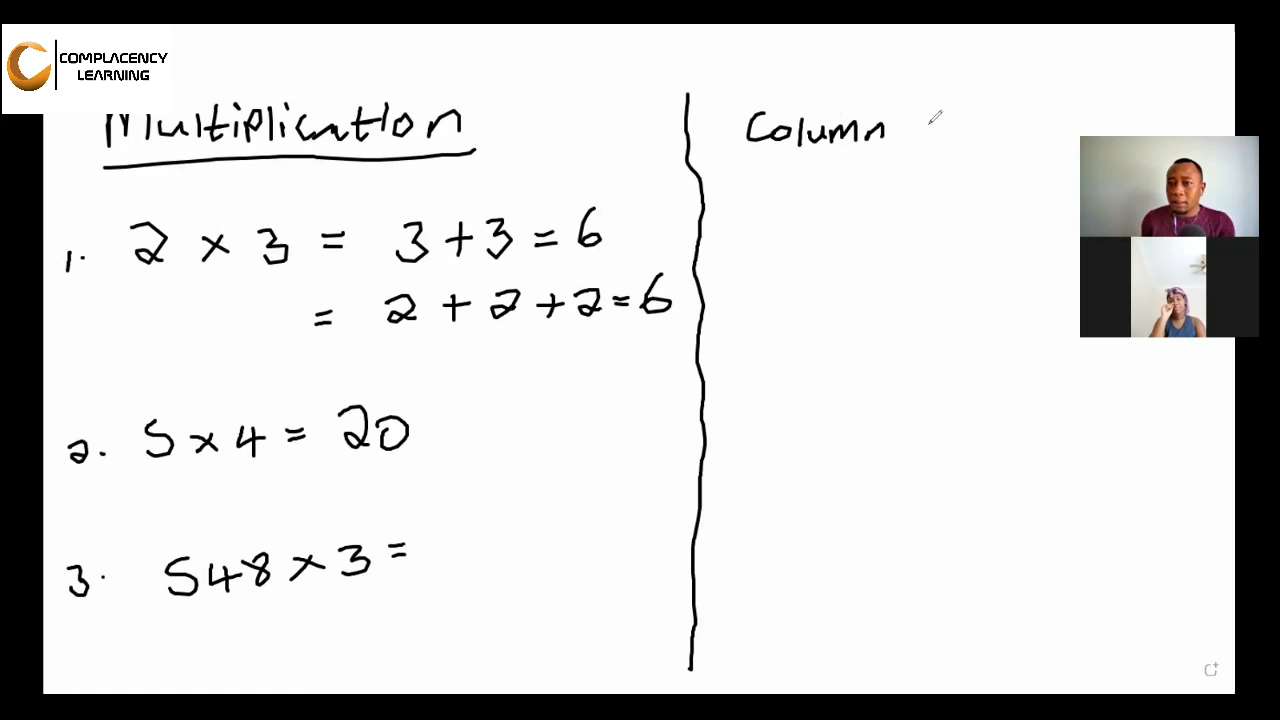 COMPLACENCY
LEARNING
Multiplication
1. 2 × 3 = 3 + 3 = 6
= 2 + 2 + 2 = 6
2. 5 × 4 = 20
3. 548 × 3 =
Column